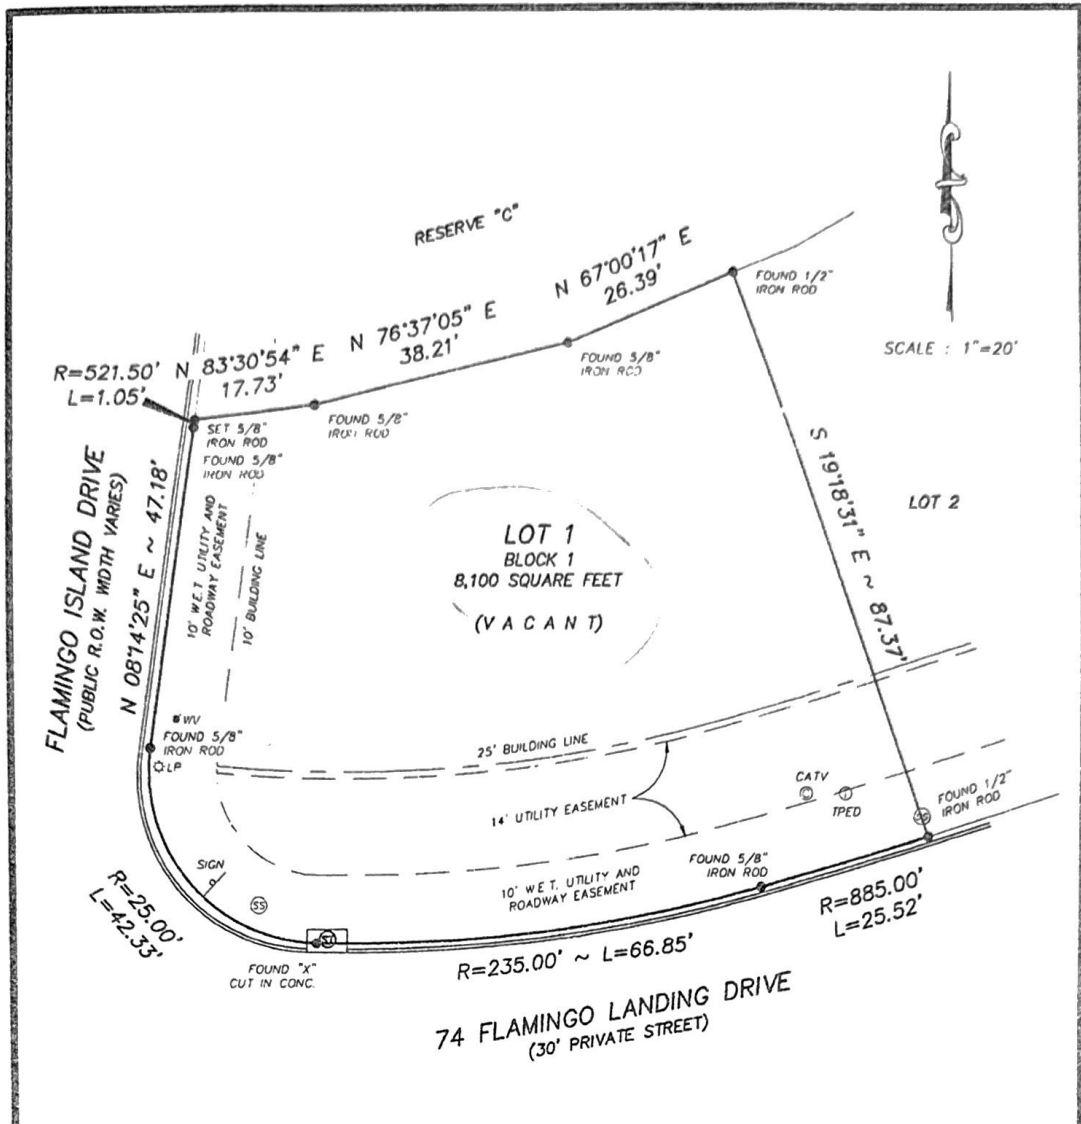 RESERVE "C"
N 67°00'17" E
26.39'
FOUND 1/2"
IRON ROD
N 76°37'05" E
38.21'
SCALE : 1"=20'
N 83°30'54" E
17.73'
R=521.50'
L=1.05'
FOUND 5/8"
IRON ROD
FOUND 5/8"
IRON ROD
SET 5/8"
IRON ROD
FOUND 5/8"
IRON ROD
FLAMINGO ISLAND DRIVE
(PUBLIC R.O.W. WIDTH VARIES)
N 08°14'25" E ~ 47.18'
10' W.E.T. UTILITY AND
ROADWAY EASEMENT
10' BUILDING LINE
LOT 1
BLOCK 1
8,100 SQUARE FEET
(VACANT)
S 19°18'31" E ~ 87.37'
LOT 2
WV
FOUND 5/8"
IRON ROD
LP
25' BUILDING LINE
14' UTILITY EASEMENT
CATV
C
T
TPED
FOUND 1/2"
IRON ROD
SS
SIGN
SS
R=25.00'
L=42.33'
10' W.E.T. UTILITY AND
ROADWAY EASEMENT
FOUND 5/8"
IRON ROD
R=885.00'
L=25.52'
FOUND "X"
CUT IN CONC.
R=235.00' ~ L=66.85'
74 FLAMINGO LANDING DRIVE
(30' PRIVATE STREET)